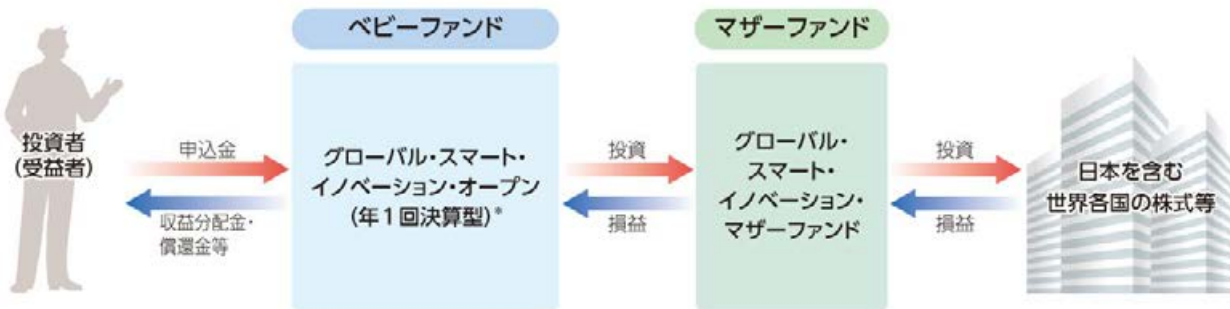 ベビーファンド
マザーファンド
投資者
(受益者)
申込金
収益分配金・
償還金等
グローバル・スマート・
イノベーション・オープン
(年1回決算型)*
投資
損益
グローバル・
スマート・
イノベーション・
マザーファンド
投資
損益
日本を含む
世界各国の株式等